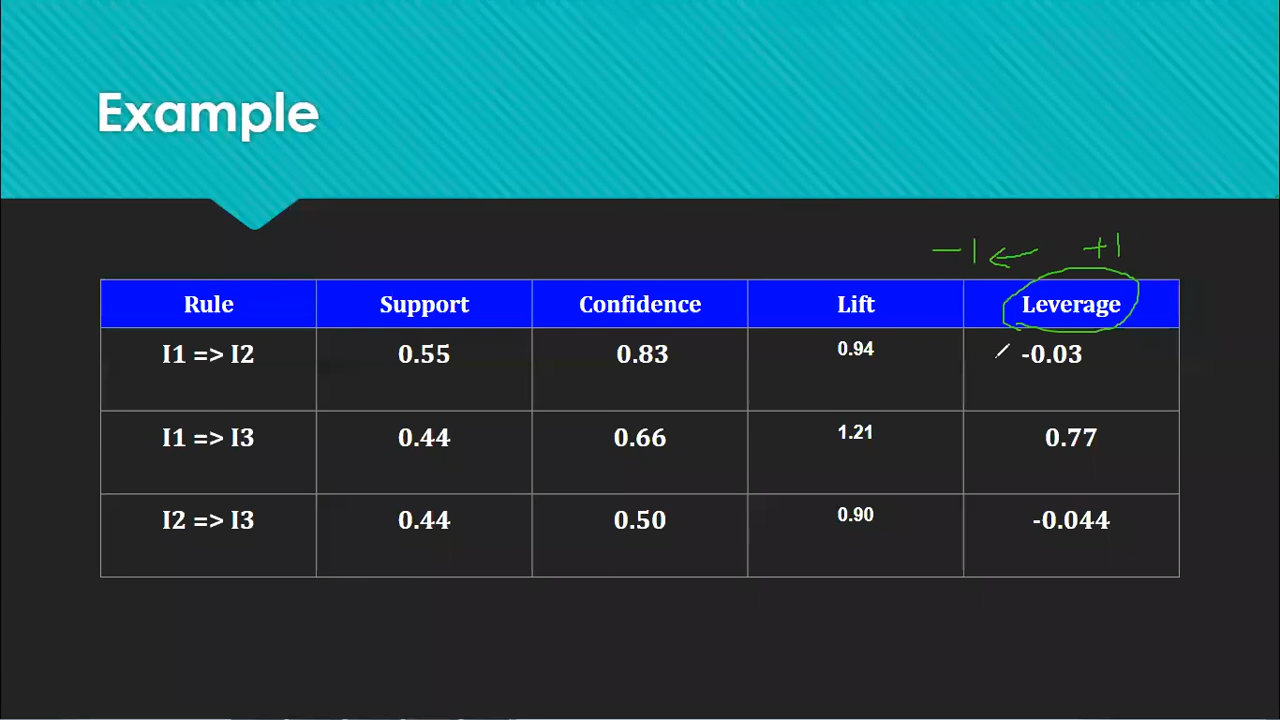 Example
-1 ← +1
Rule Support Confidence Lift Leverage
I1 => I2 0.55 0.83 0.94 -0.03
I1 => I3 0.44 0.66 1.21 0.77
I2 => I3 0.44 0.50 0.90 -0.044